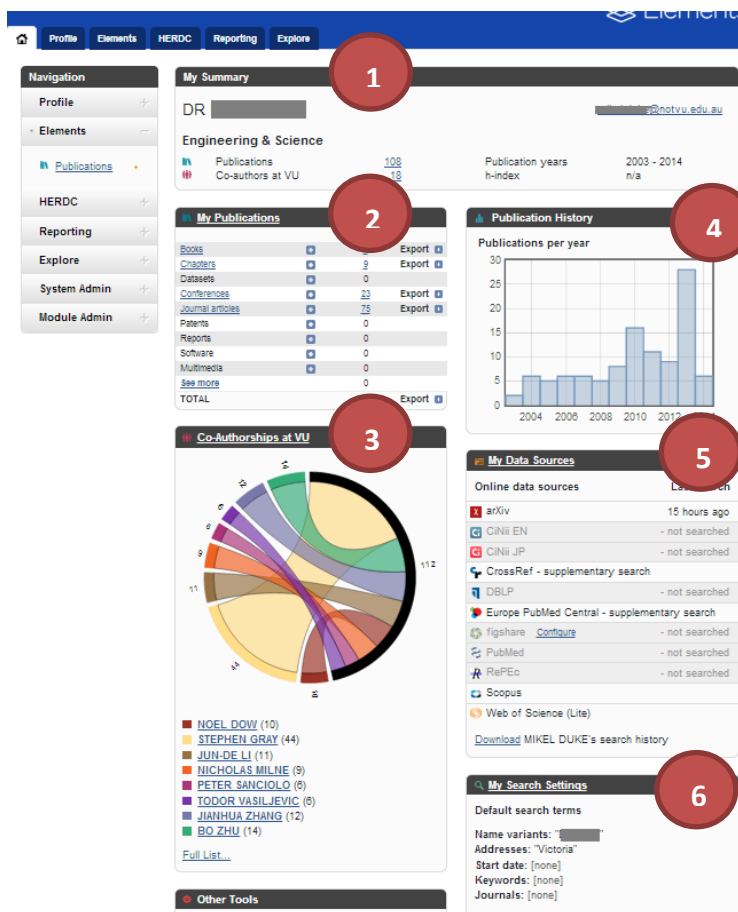 Elements
Profile Elements HERDC Reporting Explore
Navigation
Profile
Elements
Publications
HERDC
Reporting
Explore
System Admin
Module Admin
My Summary
1
DR
@notvu.edu.au
Engineering & Science
Publications 108 Publication years 2003 - 2014
Co-authors at VU 18 h-index n/a
My Publications
2
Books Export
Chapters 9 Export
Datasets 0
Conferences 23 Export
Journal articles 75 Export
Patents 0
Reports 0
Software 0
Multimedia 0
See more 0
TOTAL Export
Publication History
4
Publications per year
30
25
20
15
10
5
0
2004 2006 2008 2010 2012
Co-Authorships at VU
3
14
12
6
6
9
11
44
10
112
NOEL DOW (10)
STEPHEN GRAY (44)
JUN-DE LI (11)
NICHOLAS MILNE (9)
PETER SANCIOLO (6)
TODOR VASILJEVIC (6)
JIANHUA ZHANG (12)
BO ZHU (14)
Full List...
Other Tools
My Data Sources
5
Online data sources
arXiv 15 hours ago
CiNii EN - not searched
CiNii JP - not searched
CrossRef - supplementary search
DBLP - not searched
Europe PubMed Central - supplementary search
figshare Configure - not searched
PubMed - not searched
RePEc - not searched
Scopus
Web of Science (Lite)
Download MIKEL DUKE's search history
My Search Settings
6
Default search terms
Name variants: "
Addresses: "Victoria"
Start date: [none]
Keywords: [none]
Journals: [none]